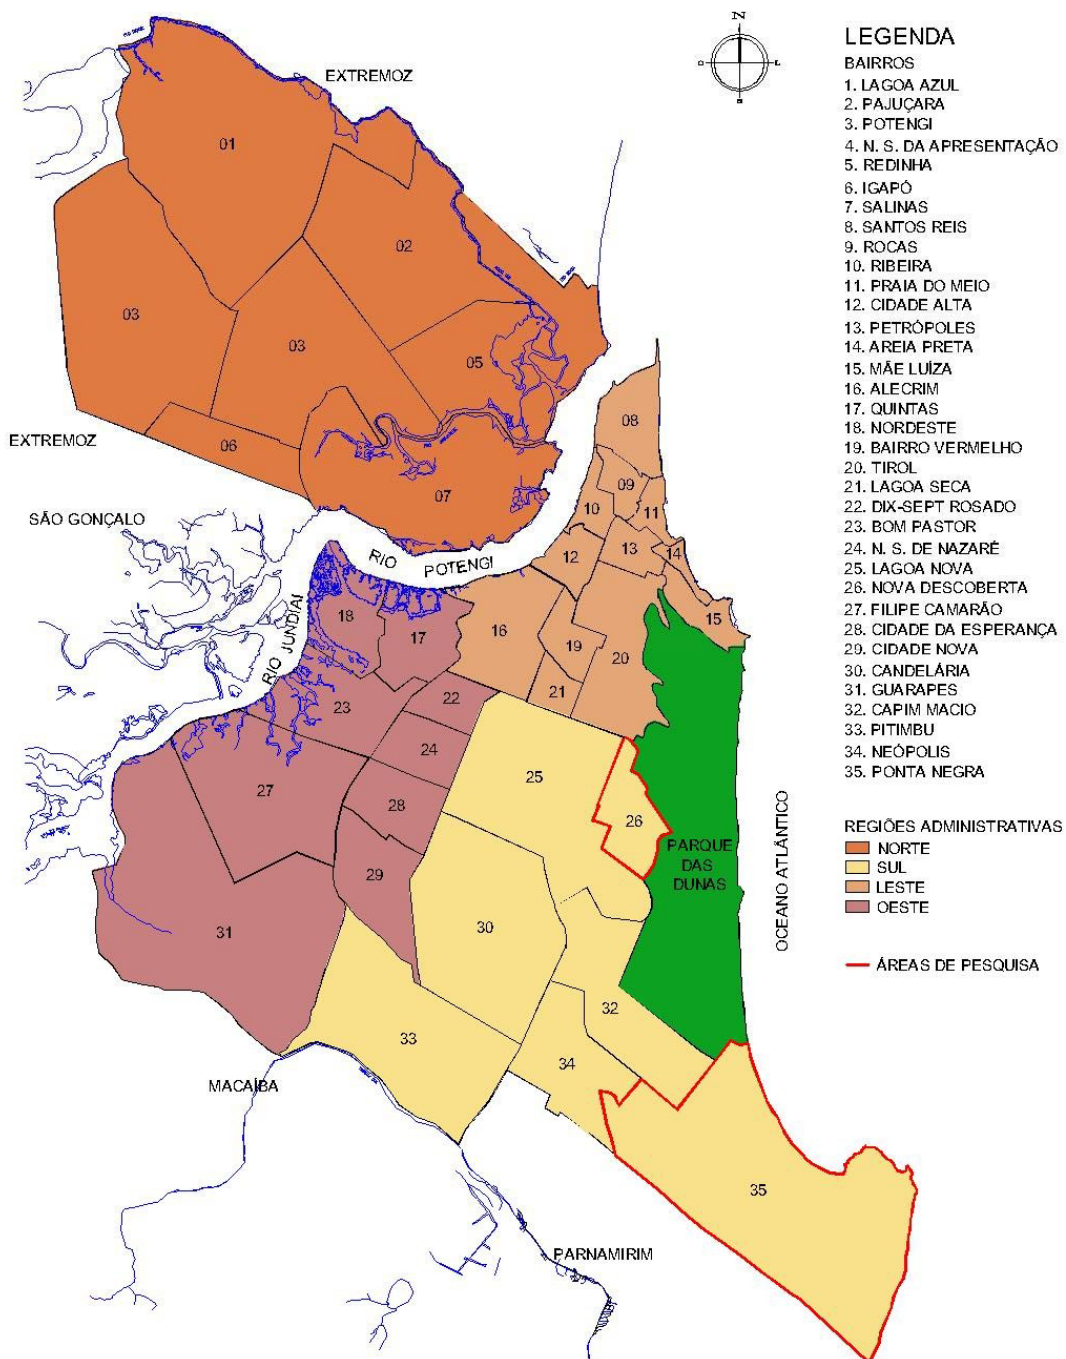 N
O
L
S
LEGENDA
BAIRROS
1. LAGOA AZUL
2. PAJUÇARA
3. POTENGI
4. N. S. DA APRESENTAÇÃO
5. REDINHA
6. IGAPÓ
7. SALINAS
8. SANTOS REIS
9. ROCAS
10. RIBEIRA
11. PRAIA DO MEIO
12. CIDADE ALTA
13. PETRÓPOLES
14. AREIA PRETA
15. MÃE LUÍZA
16. ALECRIM
17. QUINTAS
18. NORDESTE
19. BAIRRO VERMELHO
20. TIROL
21. LAGOA SECA
22. DIX-SEPT ROSADO
23. BOM PASTOR
24. N. S. DE NAZARÉ
25. LAGOA NOVA
26. NOVA DESCOBERTA
27. FILIPE CAMARÃO
28. CIDADE DA ESPERANÇA
29. CIDADE NOVA
30. CANDELÁRIA
31. GUARAPES
32. CAPIM MACIO
33. PITIMBU
34. NEÓPOLIS
35. PONTA NEGRA
REGIÕES ADMINISTRATIVAS
NORTE
SUL
LESTE
OESTE
ÁREAS DE PESQUISA
EXTREMOZ
01
02
03
03
05
EXTREMOZ
06
07
08
09
10
11
SÃO GONÇALO
RIO POTENGI
12
13
14
RIO JUNDIAÍ
18
17
16
19
15
20
21
22
23
24
25
27
28
26
PARQUE DAS DUNAS
OCEANO ATLÂNTICO
29
31
30
32
33
34
MACAÍBA
35
PARNAMIRIM